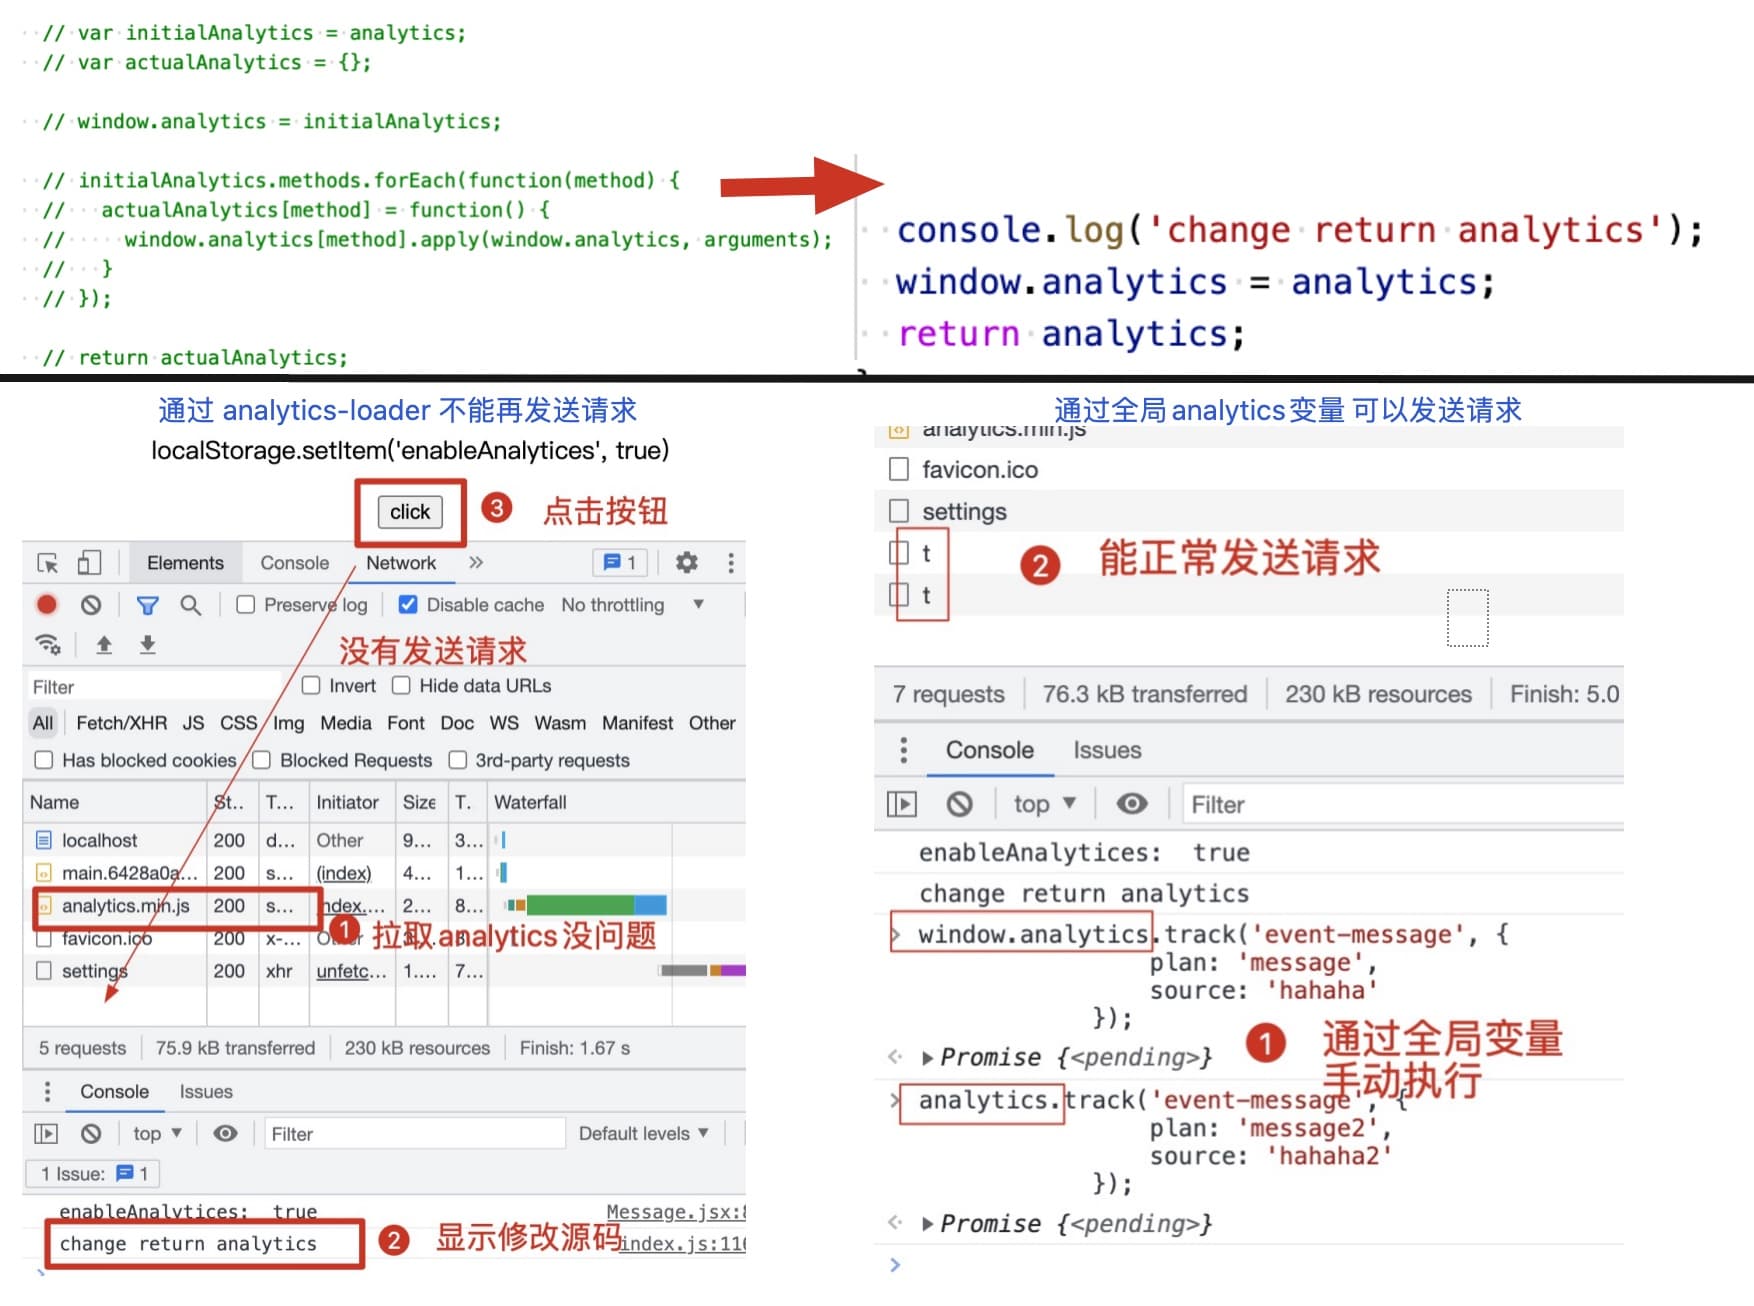 // var initialAnalytics = analytics;
// var actualAnalytics = {};
// window.analytics = initialAnalytics;
// initialAnalytics.methods.forEach(function(method) {
// actualAnalytics[method] = function() {
// window.analytics[method].apply(window.analytics, arguments);
// }
// });
// return actualAnalytics;
console.log('change return analytics');
window.analytics = analytics;
return analytics;
通过 analytics-loader 不能再发送请求
localStorage.setItem('enableAnalytices', true)
click
3 点击按钮
Elements Console Network » 1
Preserve log Disable cache No throttling
没有发送请求
Filter Invert Hide data URLs
All Fetch/XHR JS CSS Img Media Font Doc WS Wasm Manifest Other
Has blocked cookies Blocked Requests 3rd-party requests
Name St.. T... Initiator Size T. Waterfall
localhost 200 d... Other 9... 3...
main.6428a0a... 200 s... (index) 4... 1...
analytics.min.js 200 s... index.... 2... 8...
favicon.ico 200 x-...
1 拉取analytics没问题
settings 200 xhr unfetc... 1.... 7...
5 requests 75.9 kB transferred 230 kB resources Finish: 1.67 s
Console Issues
top Filter Default levels
1 Issue: 1
enableAnalytices: true Message.jsx:8
change return analytics index.js:116
2 显示修改源码
通过全局analytics变量 可以发送请求
analytics.min.js
favicon.ico
settings
t
t
2 能正常发送请求
7 requests 76.3 kB transferred 230 kB resources Finish: 5.0
Console Issues
top Filter
enableAnalytices: true
change return analytics
window.analytics.track('event-message', {
plan: 'message',
source: 'hahaha'
});
Promise {<pending>}
1 通过全局变量
手动执行
analytics.track('event-message', {
plan: 'message2',
source: 'hahaha2'
});
Promise {<pending>}